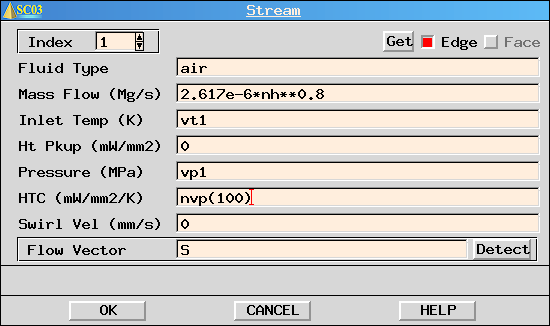 SC03 Stream
Index 1 Get Edge Face
Fluid Type air
Mass Flow (Mg/s) 2.617e-6*nh**0.8
Inlet Temp (K) vt1
Ht Pkup (mW/mm2) 0
Pressure (MPa) vp1
HTC (mW/mm2/K) nvp(100)
Swirl Vel (mm/s) 0
Flow Vector S Detect
OK CANCEL HELP